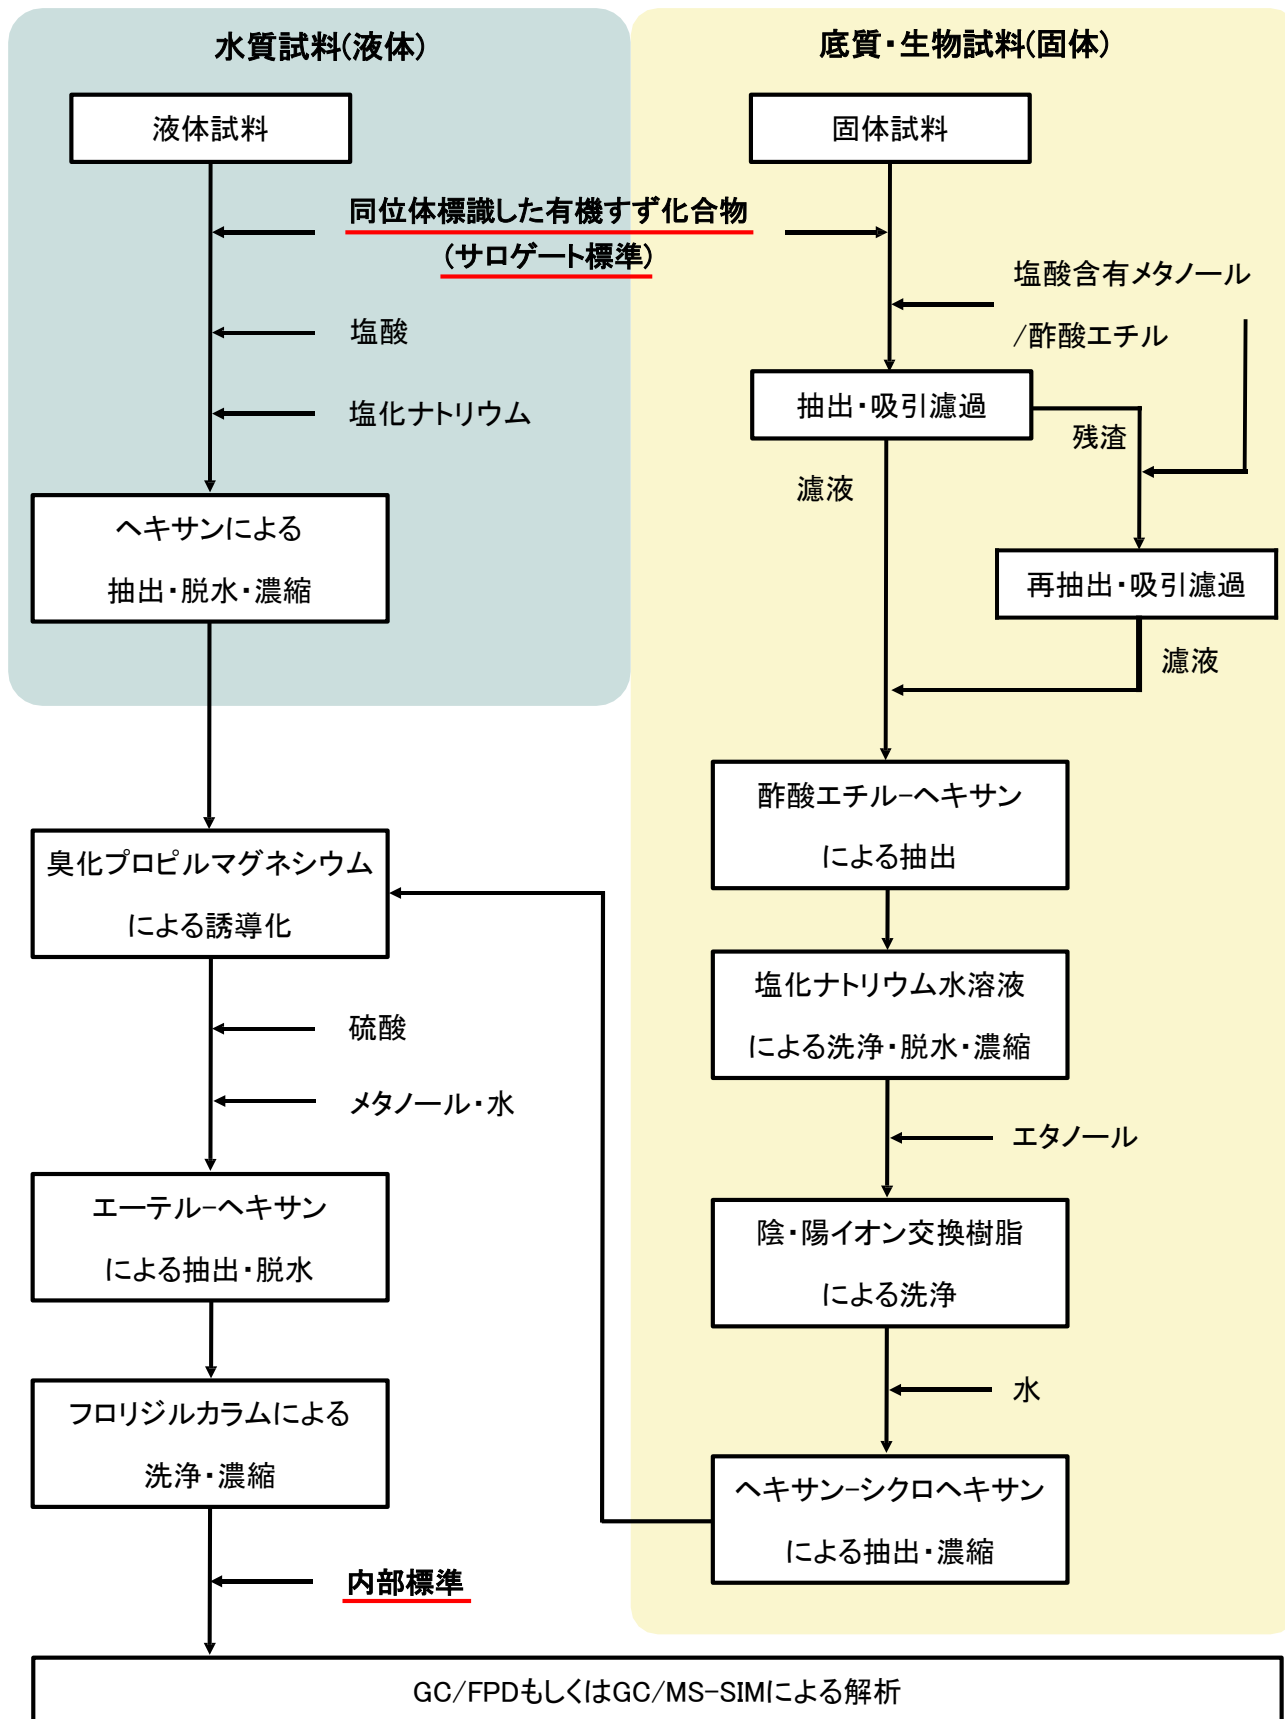 水質試料(液体)
液体試料
同位体標識した有機すず化合物
(サロゲート標準)
塩酸
塩化ナトリウム
ヘキサンによる
抽出・脱水・濃縮
臭化プロピルマグネシウム
による誘導化
硫酸
メタノール・水
エーテル-ヘキサン
による抽出・脱水
フロリジルカラムによる
洗浄・濃縮
内部標準
底質・生物試料(固体)
固体試料
塩酸含有メタノール
/酢酸エチル
抽出・吸引濾過
残渣
濾液
再抽出・吸引濾過
濾液
酢酸エチル-ヘキサン
による抽出
塩化ナトリウム水溶液
による洗浄・脱水・濃縮
エタノール
陰・陽イオン交換樹脂
による洗浄
水
ヘキサン-シクロヘキサン
による抽出・濃縮
GC/FPDもしくはGC/MS-SIMによる解析